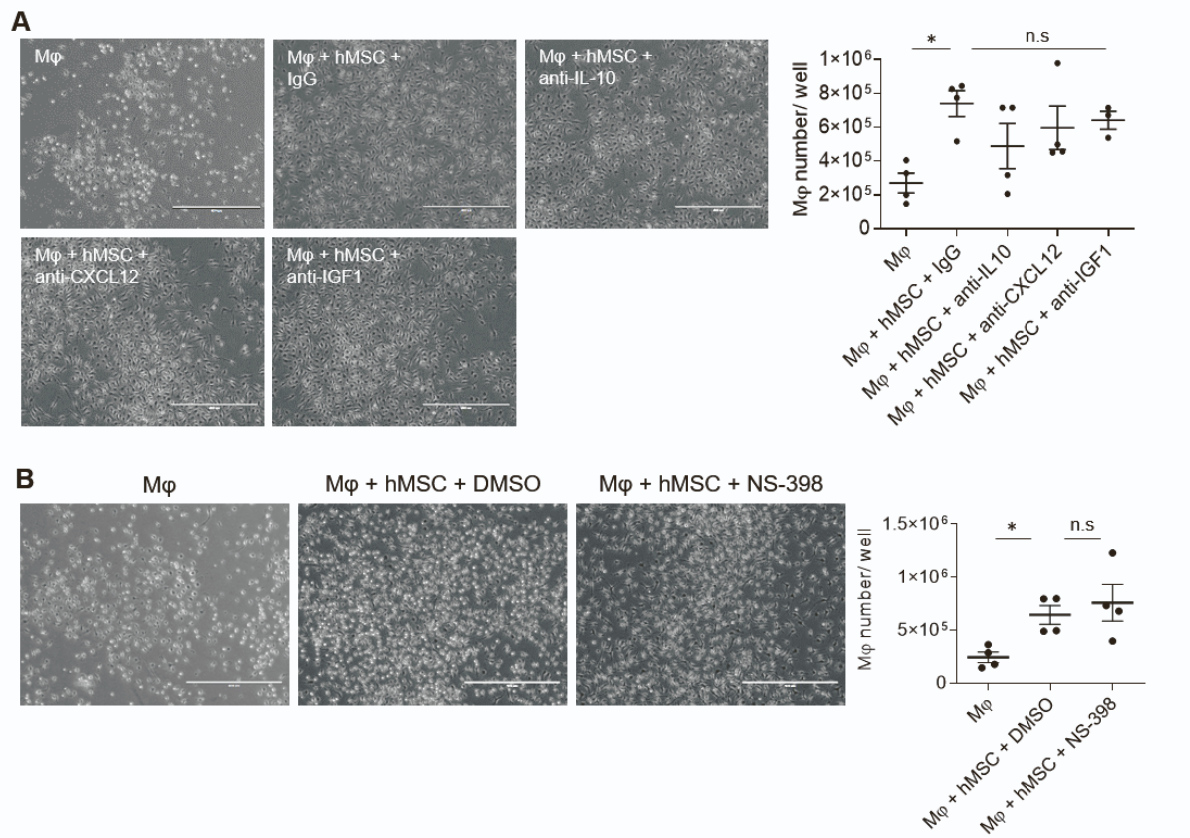 A
Mφ
Mφ + hMSC +
IgG
Mφ + hMSC +
anti-IL-10
Mφ + hMSC +
anti-CXCL12
Mφ + hMSC +
anti-IGF1
*
n.s
Mφ number/ well
1×10⁶
8×10⁵
6×10⁵
4×10⁵
2×10⁵
0
Mφ
Mφ + hMSC + IgG
Mφ + hMSC + anti-IL10
Mφ + hMSC + anti-CXCL12
Mφ + hMSC + anti-IGF1
B
Mφ
Mφ + hMSC + DMSO
Mφ + hMSC + NS-398
*
n.s
Mφ number/ well
1.5×10⁶
1×10⁶
5×10⁵
0
Mφ
Mφ + hMSC + DMSO
Mφ + hMSC + NS-398